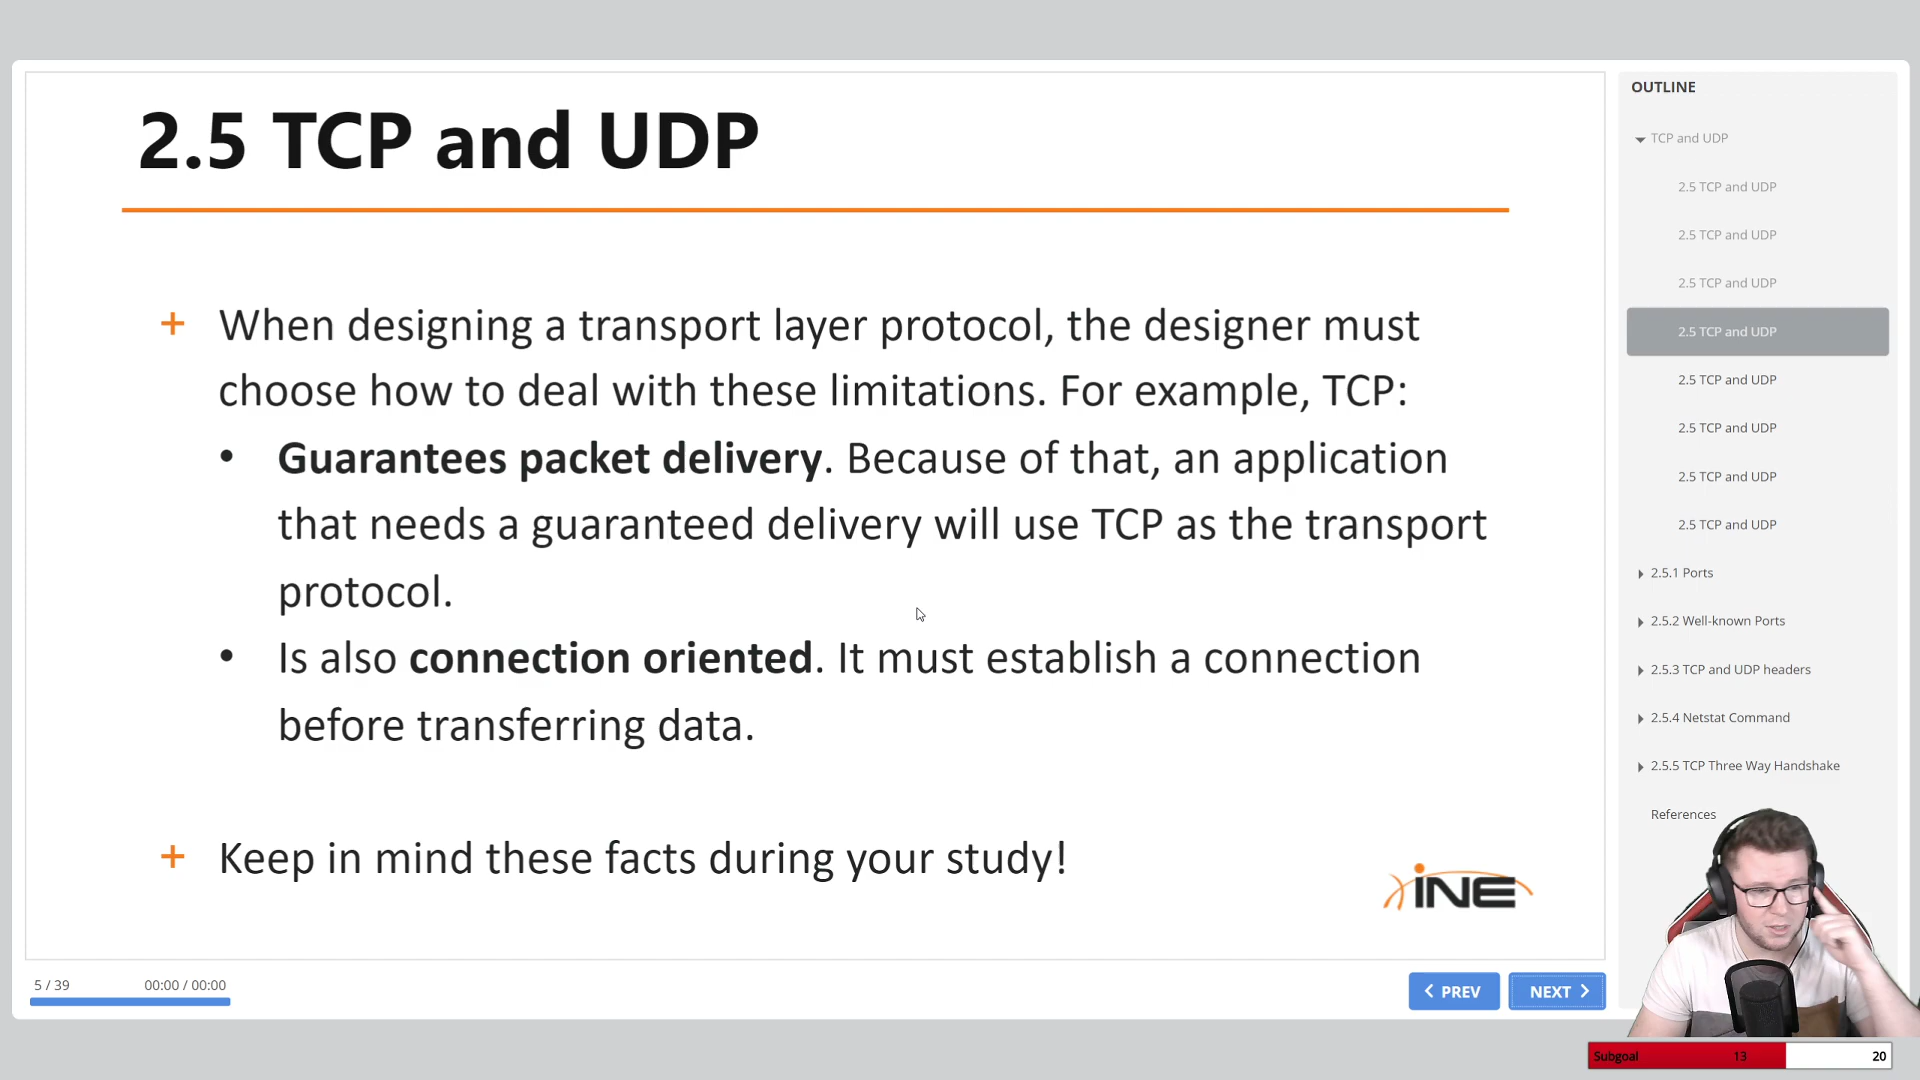 2.5 TCP and UDP
+ When designing a transport layer protocol, the designer must
choose how to deal with these limitations. For example, TCP:
• Guarantees packet delivery. Because of that, an application
that needs a guaranteed delivery will use TCP as the transport
protocol.
• Is also connection oriented. It must establish a connection
before transferring data.
+ Keep in mind these facts during your study!
iNE
5 / 39
00:00 / 00:00
PREV
NEXT
OUTLINE
TCP and UDP
2.5 TCP and UDP
2.5 TCP and UDP
2.5 TCP and UDP
2.5 TCP and UDP
2.5 TCP and UDP
2.5 TCP and UDP
2.5 TCP and UDP
2.5 TCP and UDP
2.5.1 Ports
2.5.2 Well-known Ports
2.5.3 TCP and UDP headers
2.5.4 Netstat Command
2.5.5 TCP Three Way Handshake
References
Subgoal 13 20